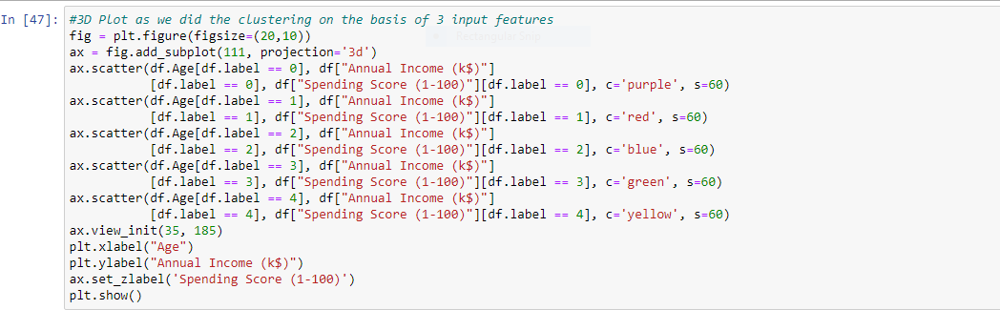 In [47]: #3D Plot as we did the clustering on the basis of 3 input features
fig = plt.figure(figsize=(20,10))
ax = fig.add_subplot(111, projection='3d')
ax.scatter(df.Age[df.label == 0], df["Annual Income (k$)"]
[df.label == 0], df["Spending Score (1-100)"][df.label == 0], c='purple', s=60)
ax.scatter(df.Age[df.label == 1], df["Annual Income (k$)"]
[df.label == 1], df["Spending Score (1-100)"][df.label == 1], c='red', s=60)
ax.scatter(df.Age[df.label == 2], df["Annual Income (k$)"]
[df.label == 2], df["Spending Score (1-100)"][df.label == 2], c='blue', s=60)
ax.scatter(df.Age[df.label == 3], df["Annual Income (k$)"]
[df.label == 3], df["Spending Score (1-100)"][df.label == 3], c='green', s=60)
ax.scatter(df.Age[df.label == 4], df["Annual Income (k$)"]
[df.label == 4], df["Spending Score (1-100)"][df.label == 4], c='yellow', s=60)
ax.view_init(35, 185)
plt.xlabel("Age")
plt.ylabel("Annual Income (k$)")
ax.set_zlabel('Spending Score (1-100)')
plt.show()